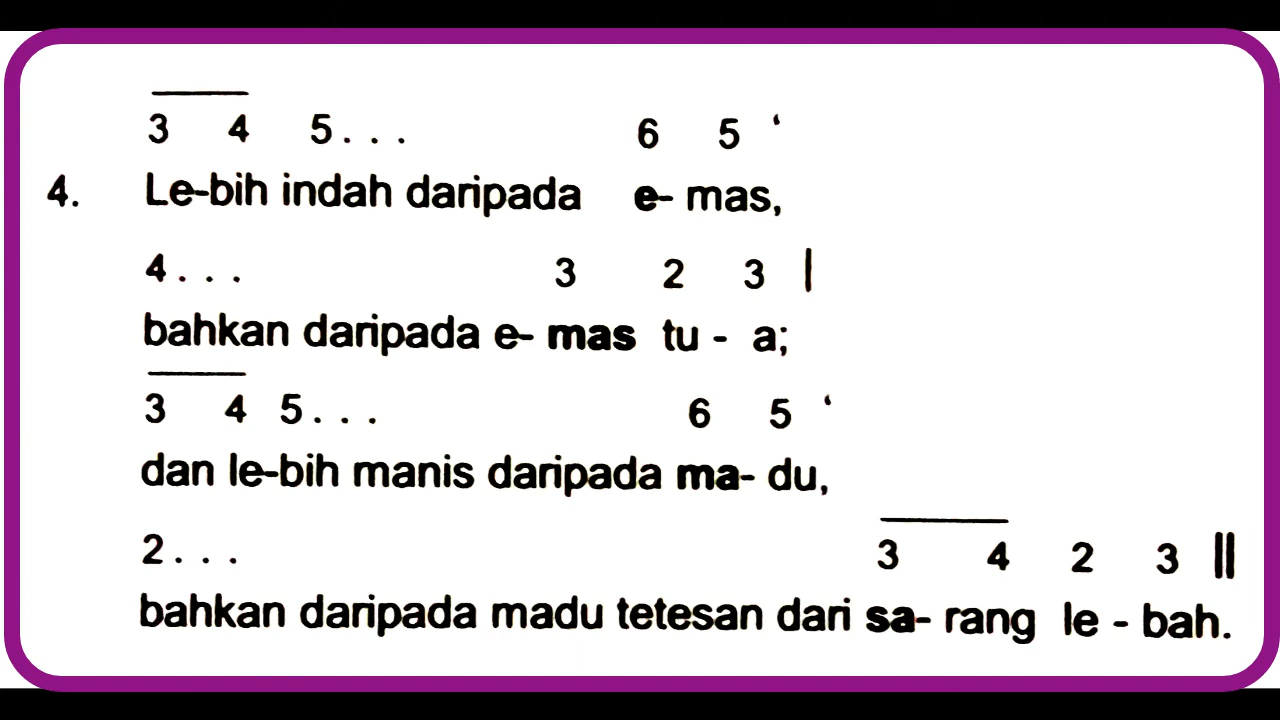 3 4 5 . . . 6 5 ‘
4. Le-bih indah daripada e- mas,
4 . . . 3 2 3 |
bahkan daripada e- mas tu - a;
3 4 5 . . . 6 5 ‘
dan le-bih manis daripada ma- du,
2 . . . 3 4 2 3 ||
bahkan daripada madu tetesan dari sa- rang le - bah.